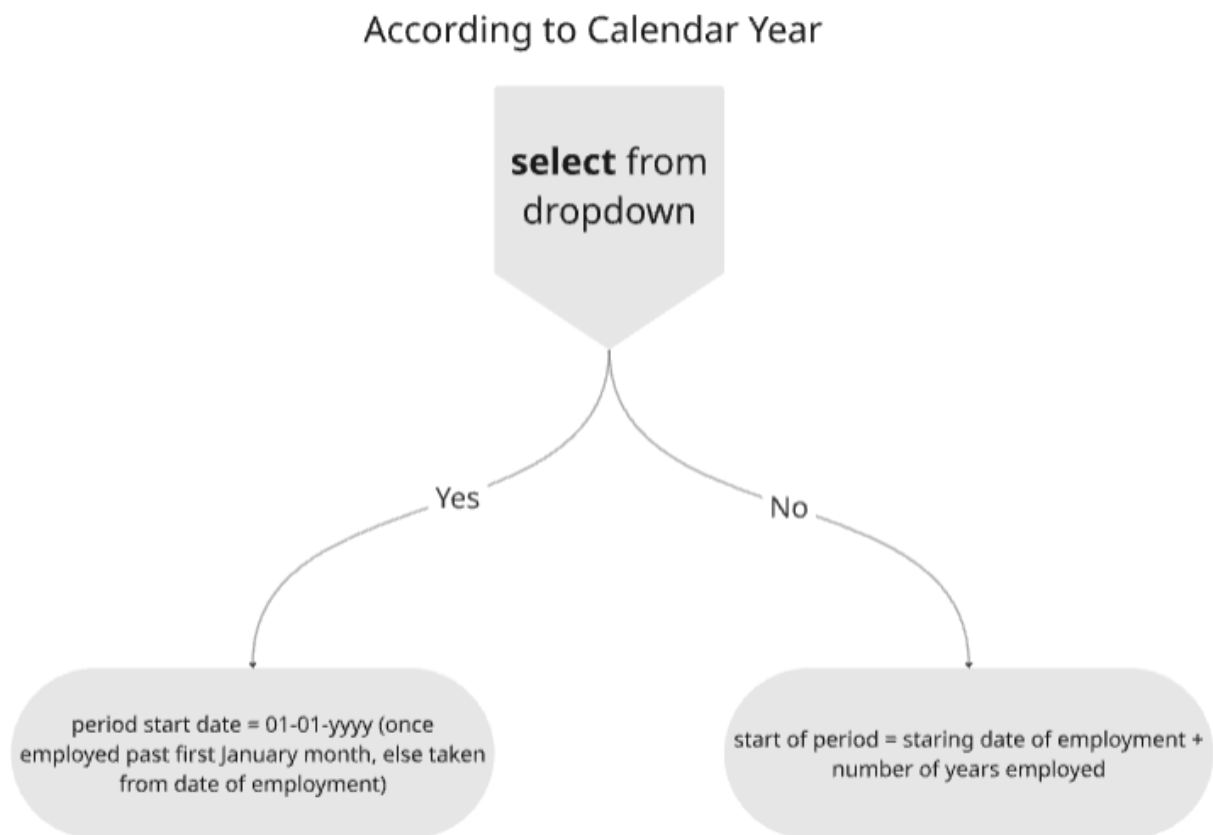 According to Calendar Year
select from
dropdown
Yes
No
period start date = 01-01-yyyy (once
employed past first January month, else taken
from date of employment)
start of period = staring date of employment +
number of years employed